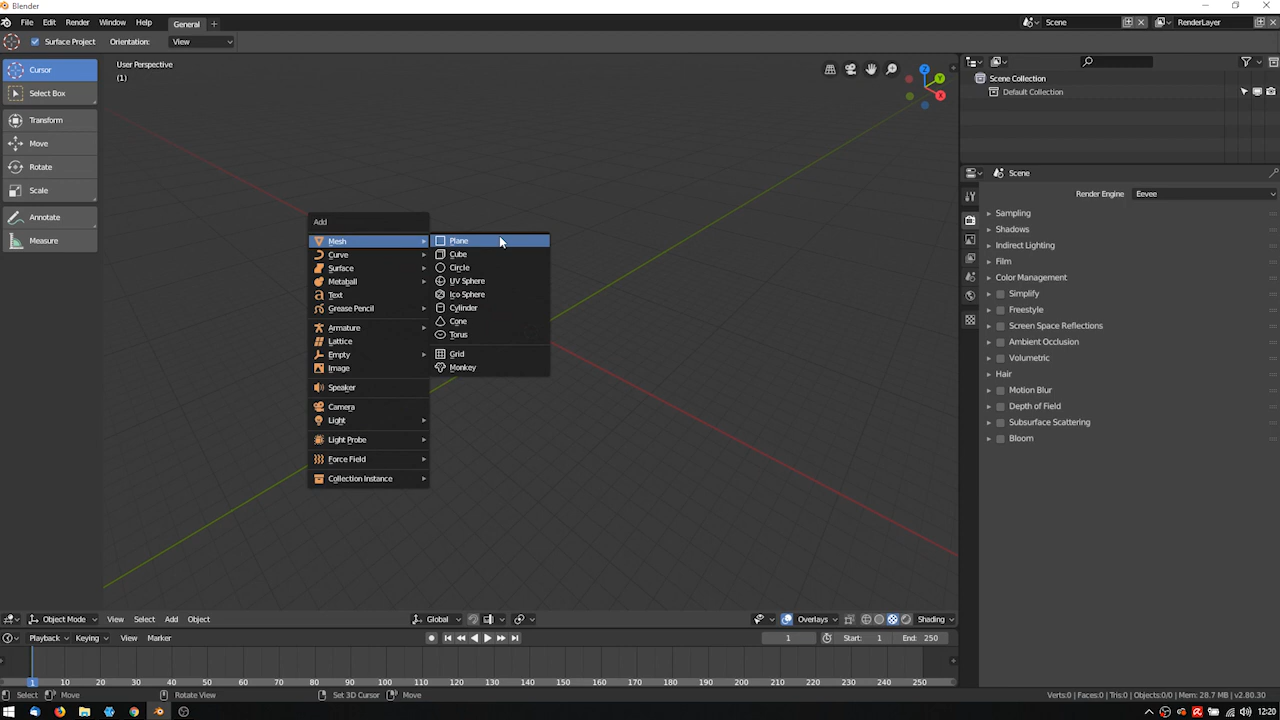 Blender
File Edit Render Window Help General + Scene RenderLayer
Surface Project Orientation: View
User Perspective
(1)
Z
Y
X
Cursor
Select Box
Transform
Move
Rotate
Scale
Annotate
Measure
Add
Mesh
Curve
Surface
Metaball
Text
Grease Pencil
Armature
Lattice
Empty
Image
Speaker
Camera
Light
Light Probe
Force Field
Collection Instance
Plane
Cube
Circle
UV Sphere
Ico Sphere
Cylinder
Cone
Torus
Grid
Monkey
Scene Collection
Default Collection
Scene
Render Engine Eevee
Sampling
Shadows
Indirect Lighting
Film
Color Management
Simplify
Freestyle
Screen Space Reflections
Ambient Occlusion
Volumetric
Hair
Motion Blur
Depth of Field
Subsurface Scattering
Bloom
Object Mode View Select Add Object Global Overlays Shading
Playback Keying View Marker 1 Start: 1 End: 250
1 10 20 30 40 50 60 70 80 90 100 110 120 130 140 150 160 170 180 190 200 210 220 230 240 250
Select Move Rotate View Set 3D Cursor Move Verts:0 | Faces:0 | Tris:0 | Objects:0/0 | Mem: 28.7 MB | v2.80.30
12:20